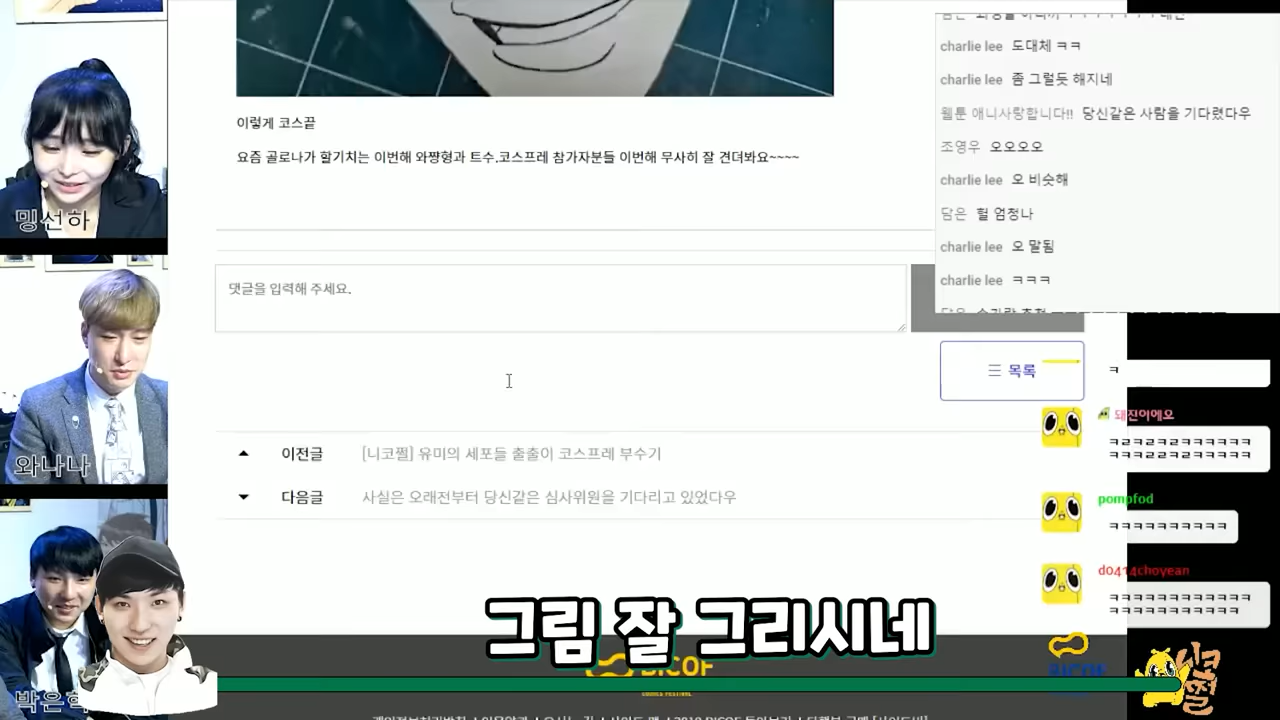 이렇게 코스끝
요즘 골로나가 할기치는 이번해 와쨩형과 트수.코스프레 참가자분들 이번해 무사히 잘 견뎌봐요~~~~
댓글을 입력해 주세요.
목록
이전글 [니코쩔] 유미의 세포들 출출이 코스프레 부수기
다음글 사실은 오래전부터 당신같은 심사위원을 기다리고 있었다우
charlie lee 도대체 ㅋㅋ
charlie lee 좀 그럴듯 해지네
웹툰 애니사랑합니다!! 당신같은 사람을 기다렸다우
조영우 오오오오
charlie lee 오 비슷해
담은 헐 엄청나
charlie lee 오 말됨
charlie lee ㅋㅋㅋ
ㅋ
돼진이에오
ㅋㄹㅋㄹㅋㄹㅋㅋㅋㅋㅋㅋ
pompfod
ㅋㅋㅋㅋㅋㅋㅋㅋㅋㅋ
do414choyean
ㅋㅋㅋㅋㅋㅋㅋㅋㅋㅋㅋㅋ
ㅋㅋㅋㅋㅋㅋㅋㅋㅋㅋㅋ
밍선하
와나나
그림 잘 그리시네
BICOF
니코쩔